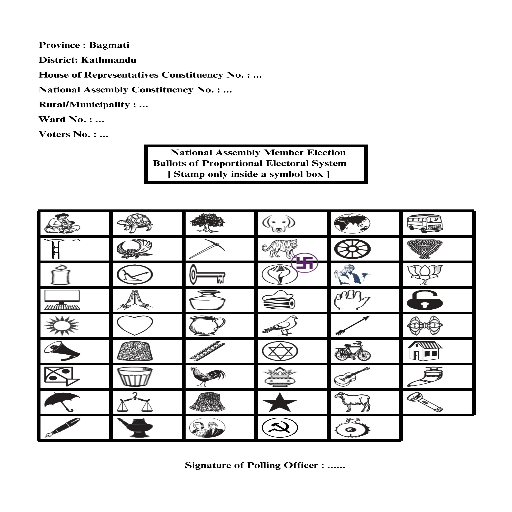 Province : Bagmati
District: Kathmandu
House of Representatives Constituency No. : ...
National Assembly Constituency No. : ...
Rural/Municipality : ...
Ward No. : ...
Voters No. : ...
National Assembly Member Election
Ballots of Proportional Electoral System
[ Stamp only inside a symbol box ]
Signature of Polling Officer : ......